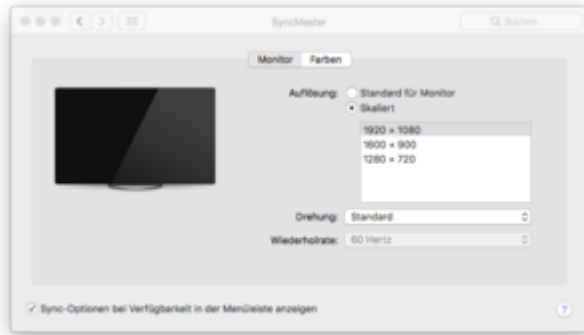 SyncMaster
Suchen
Monitor Farben
Auflösung: Standard für Monitor
Skaliert
1920 × 1080
1600 × 900
1280 × 720
Drehung: Standard
Wiederholrate: 60 Hertz
Sync-Optionen bei Verfügbarkeit in der Menüleiste anzeigen
?